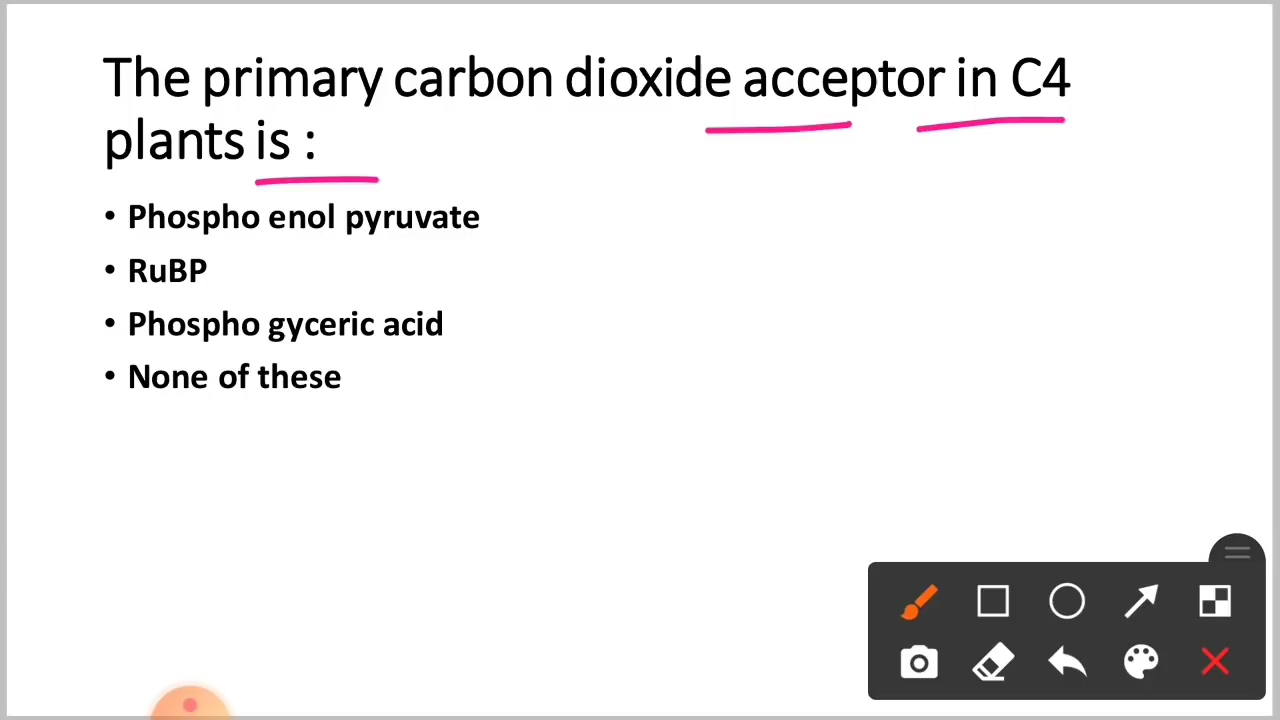 The primary carbon dioxide acceptor in C4
plants is :
• Phospho enol pyruvate
• RuBP
• Phospho gyceric acid
• None of these